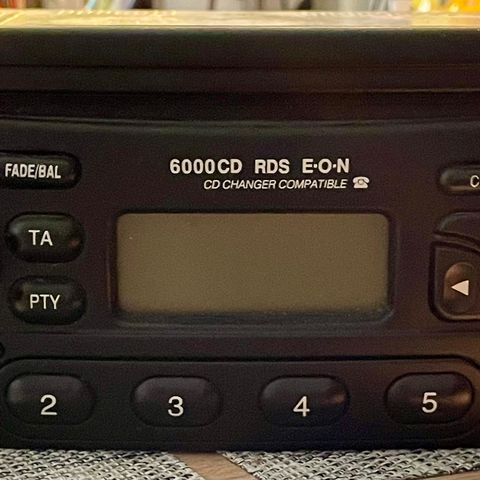 6000CD RDS E·O·N
CD CHANGER COMPATIBLE ☎
FADE/BAL
C
TA
PTY
◀
2 3 4 5